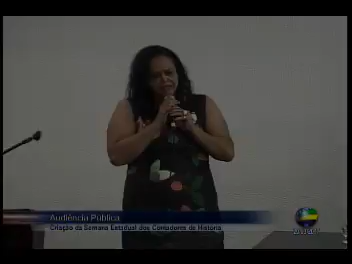 Audiência Pública
Criação da Semana Estadual dos Contadores de História